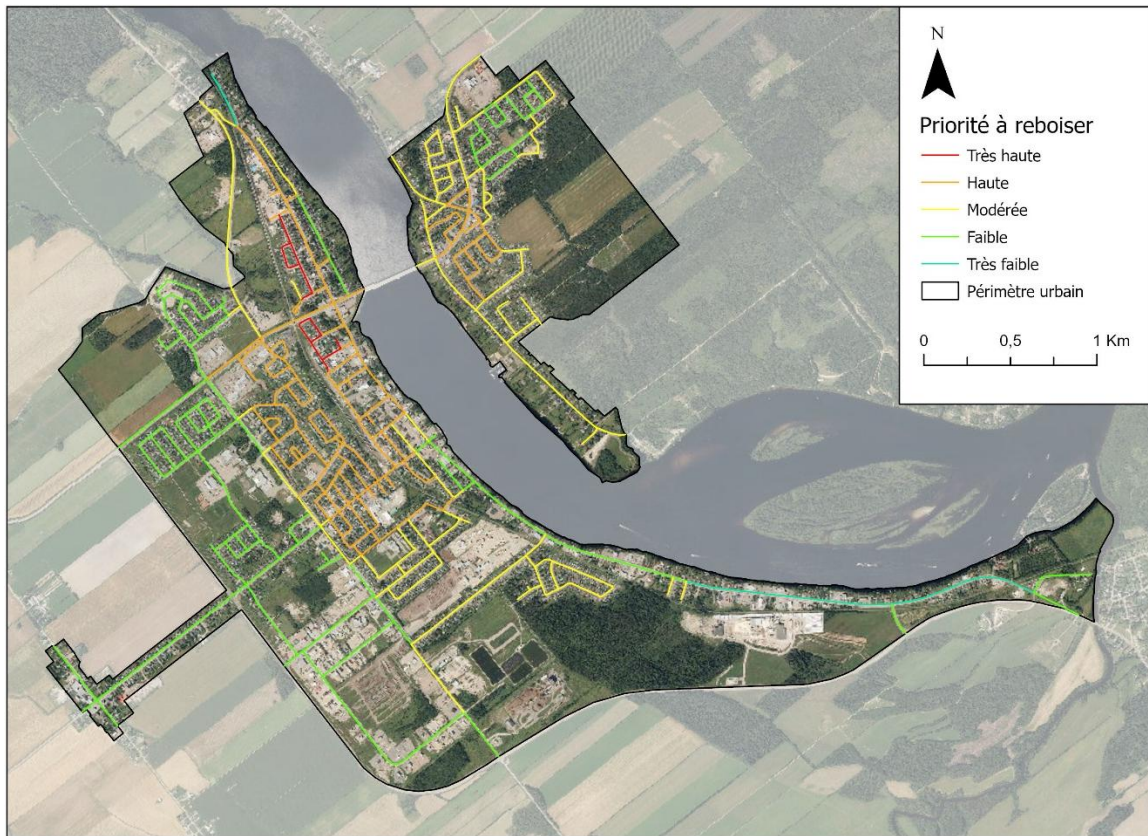 N
Priorité à reboiser
Très haute
Haute
Modérée
Faible
Très faible
Périmètre urbain
0 0,5 1 Km